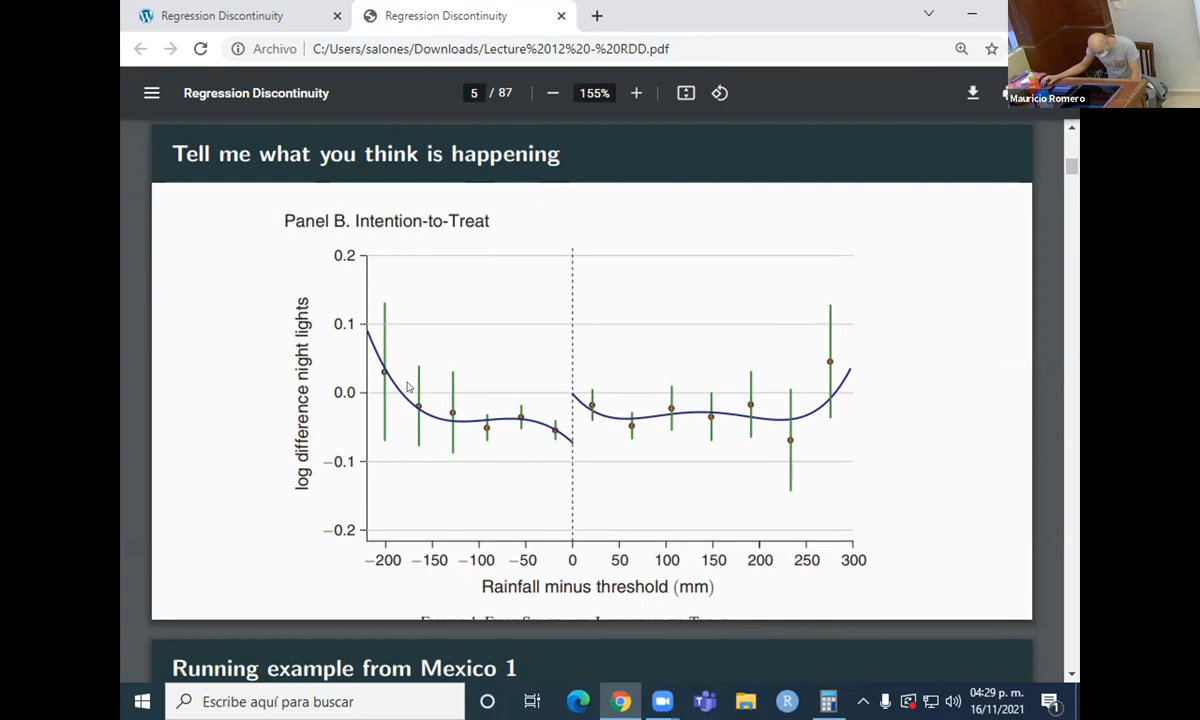 Regression Discontinuity
Regression Discontinuity
Archivo
C:/Users/salones/Downloads/Lecture%2012%20-%20RDD.pdf
Mauricio Romero
Regression Discontinuity
5 / 87
155%
Tell me what you think is happening
Panel B. Intention-to-Treat
log difference night lights
0.2
0.1
0.0
−0.1
−0.2
−200 −150 −100 −50 0 50 100 150 200 250 300
Rainfall minus threshold (mm)
Running example from Mexico 1
Escribe aquí para buscar
04:29 p. m.
16/11/2021
1